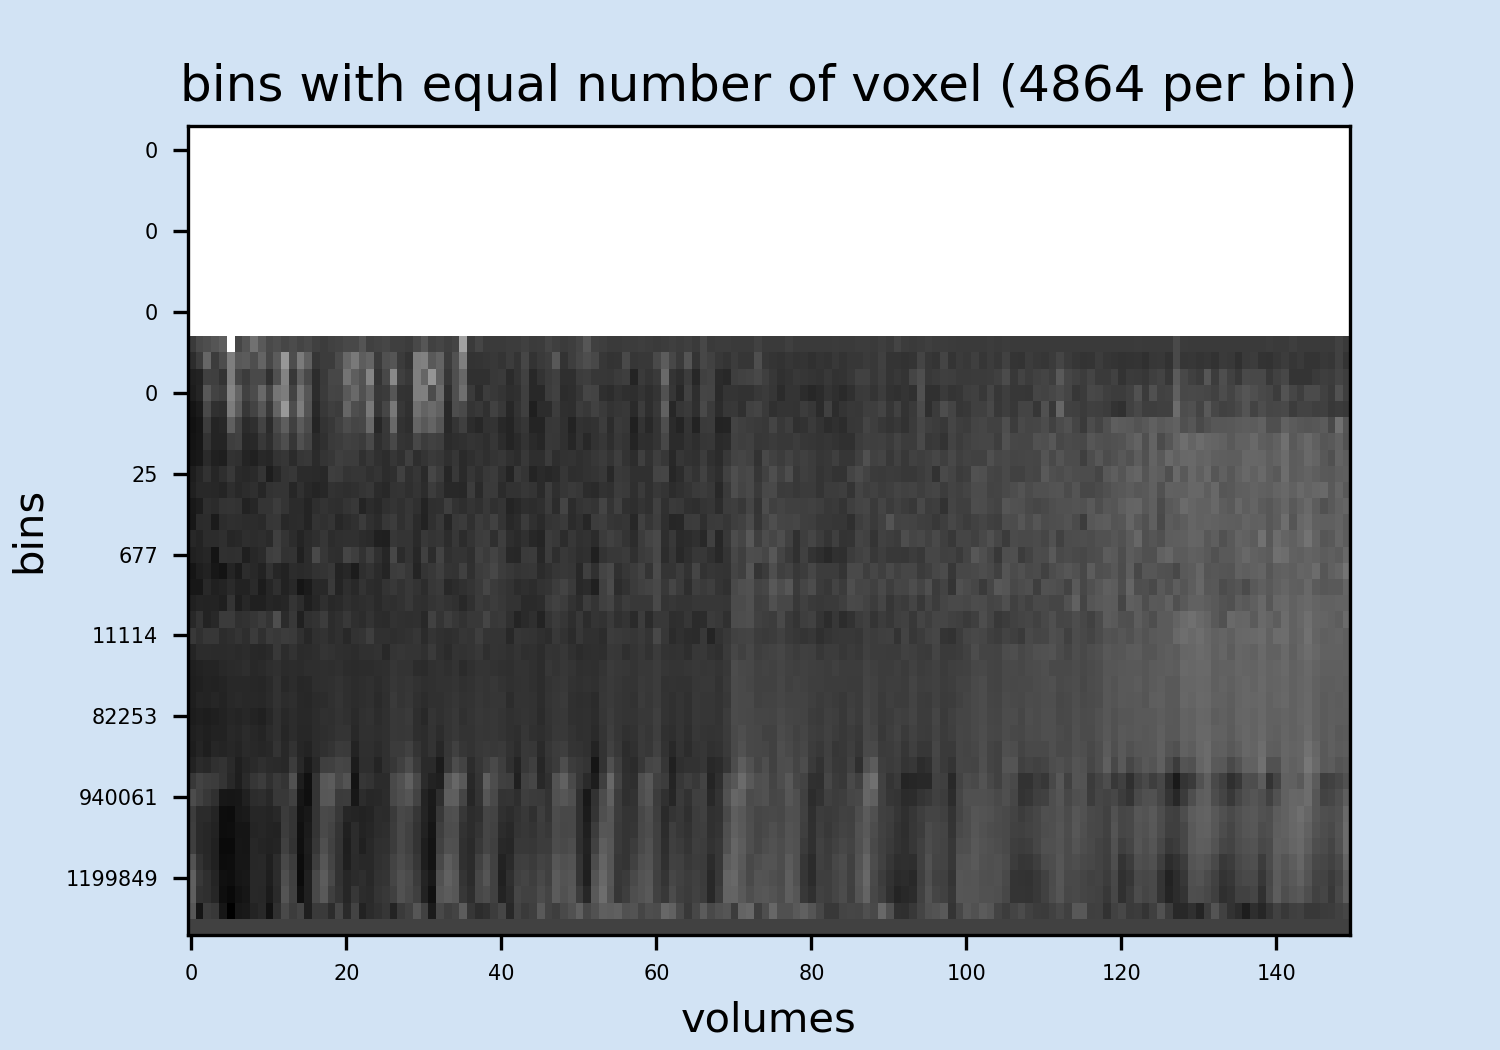 bins with equal number of voxel (4864 per bin)
0
0
0
0
25
677
11114
82253
940061
1199849
bins
0 20 40 60 80 100 120 140
volumes